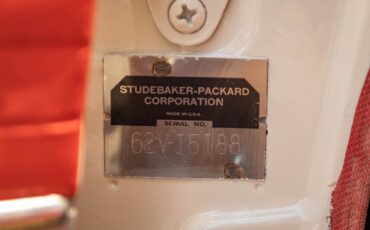 STUDEBAKER-PACKARD
CORPORATION
MADE IN U.S.A.
SERIAL NO.
62V-15188